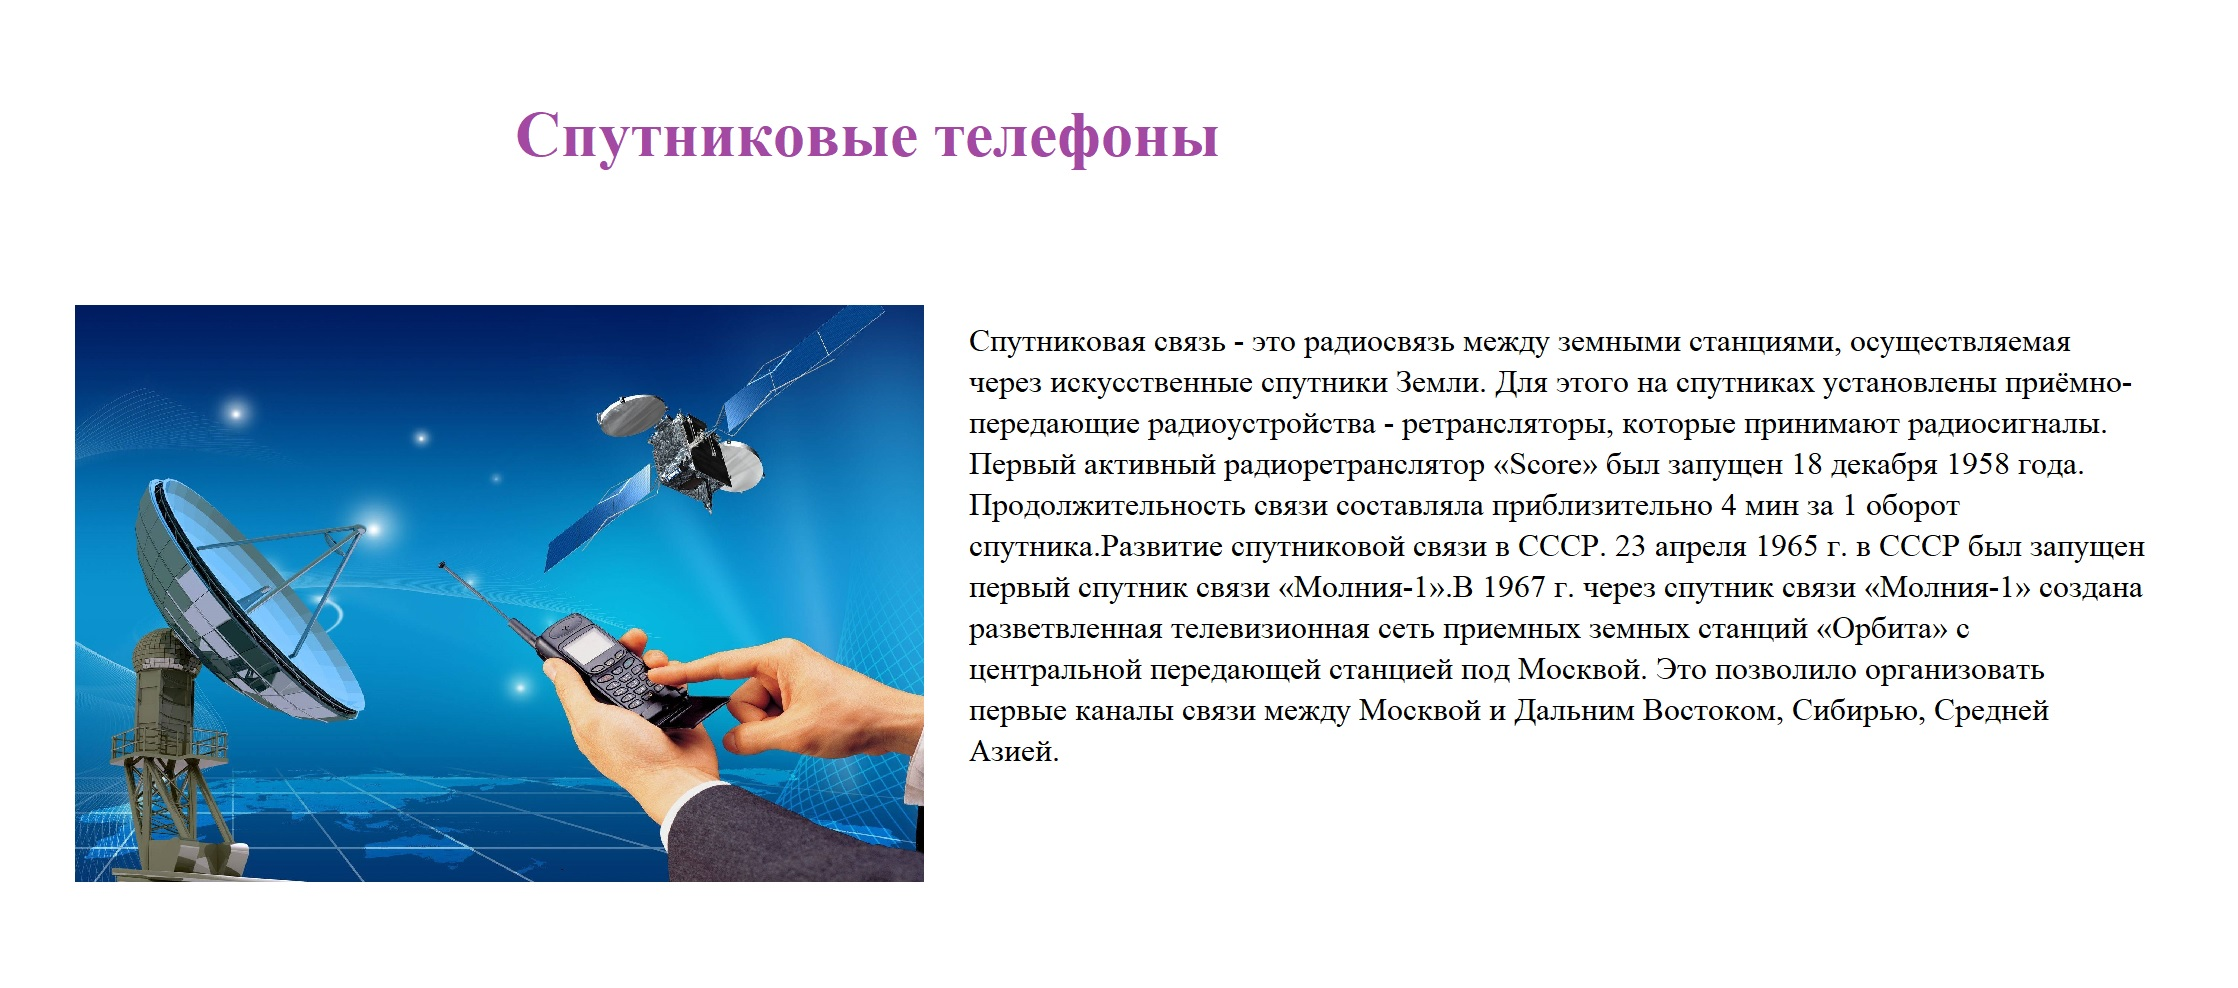 Спутниковые телефоны
Спутниковая связь - это радиосвязь между земными станциями, осуществляемая
через искусственные спутники Земли. Для этого на спутниках установлены приёмно-
передающие радиоустройства - ретрансляторы, которые принимают радиосигналы.
Первый активный радиоретранслятор «Score» был запущен 18 декабря 1958 года.
Продолжительность связи составляла приблизительно 4 мин за 1 оборот
спутника.Развитие спутниковой связи в СССР. 23 апреля 1965 г. в СССР был запущен
первый спутник связи «Молния-1».В 1967 г. через спутник связи «Молния-1» создана
разветвленная телевизионная сеть приемных земных станций «Орбита» с
центральной передающей станцией под Москвой. Это позволило организовать
первые каналы связи между Москвой и Дальним Востоком, Сибирью, Средней
Азией.